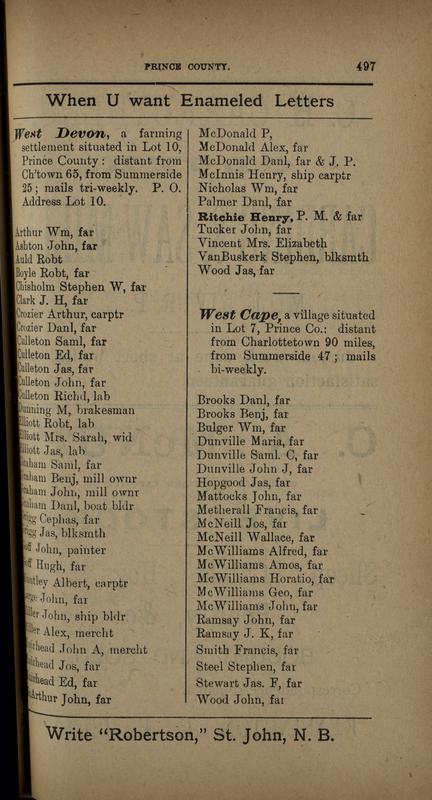 PRINCE COUNTY.
497
When U want Enameled Letters
West Devon, a farming
settlement situated in Lot 10,
Prince County: distant from
Ch'town 65, from Summerside
25; mails tri-weekly. P. O.
Address Lot 10.
Arthur Wm, far
Ashton John, far
Auld Robt
Boyle Robt, far
Chisholm Stephen W, far
Clark J. H, far
Crozier Arthur, carptr
Crozier Danl, far
Culleton Saml, far
Culleton Ed, far
Culleton Jas, far
Culleton John, far
Culleton Richd, lab
Dunning M, brakesman
Elliott Robt, lab
Elliott Mrs. Sarah, wid
Elliott Jas, lab
Saml, far
Benj, mill ownr
John, mill ownr
Danl, boat bldr
Cephas, far
Jas, blksmth
John, painter
Hugh, far
Albert, carptr
John, far
John, ship bldr
Alex, mercht
John A, mercht
Jos, far
Ed, far
John, far
McDonald P,
McDonald Alex, far
McDonald Danl, far & J. P.
McInnis Henry, ship carptr
Nicholas Wm, far
Palmer Danl, far
Ritchie Henry, P. M. & far
Tucker John, far
Vincent Mrs. Elizabeth
VanBuskerk Stephen, blksmth
Wood Jas, far
West Cape, a village situated
in Lot 7, Prince Co.: distant
from Charlottetown 90 miles,
from Summerside 47; mails
bi-weekly.
Brooks Danl, far
Brooks Benj, far
Bulger Wm, far
Dunville Maria, far
Dunville Saml. C, far
Dunville John J, far
Hopgood Jas, far
Mattocks John, far
Metherall Francis, far
McNeill Jos, far
McNeill Wallace, far
McWilliams Alfred, far
McWilliams Amos, far
McWilliams Horatio, far
McWilliams Geo, far
McWilliams John, far
Ramsay John, far
Ramsay J. K, far
Smith Francis, far
Steel Stephen, far
Stewart Jas. F, far
Wood John, far
Write "Robertson," St. John, N. B.